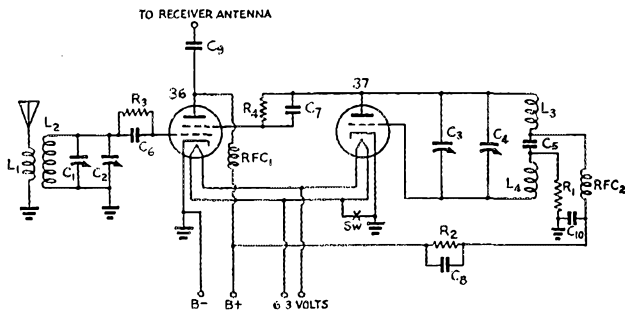 TO RECEIVER ANTENNA
C9
36
37
R3
R4
C7
L3
L2
C6
C3
C4
C5
L1
C1
C2
RFC1
L4
R1
RFC2
SW
R2
C10
C8
B-
B+
6.3 VOLTS